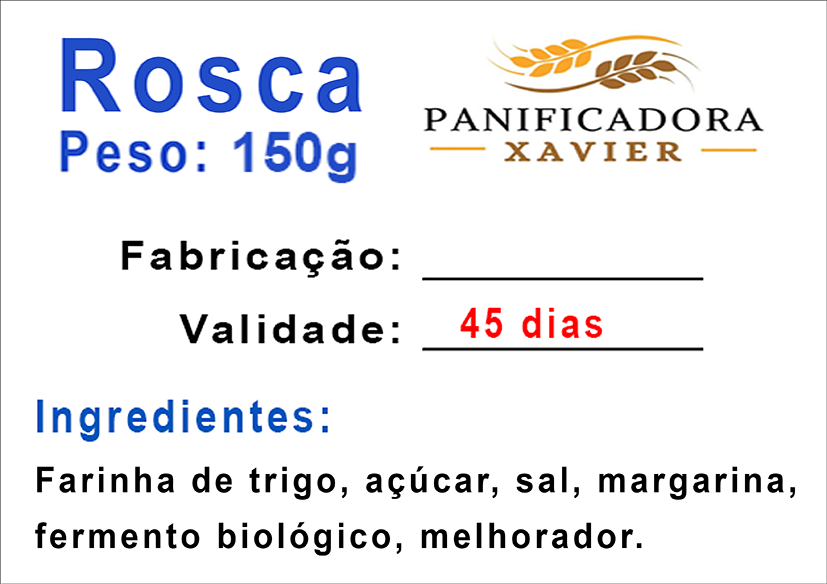 Rosca
Peso: 150g
PANIFICADORA
XAVIER
Fabricação:
Validade: 45 dias
Ingredientes:
Farinha de trigo, açúcar, sal, margarina,
fermento biológico, melhorador.